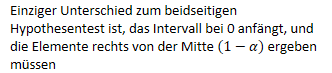 Einziger Unterschied zum beidseitigen
Hypothesentest ist, das Intervall bei 0 anfängt, und
die Elemente rechts von der Mitte (1 − α) ergeben
müssen